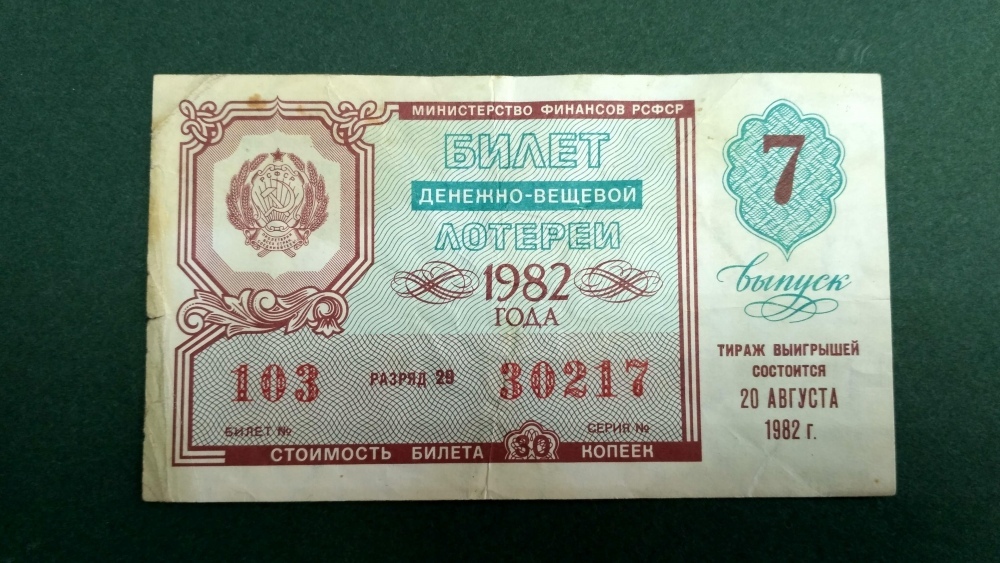 МИНИСТЕРСТВО ФИНАНСОВ РСФСР
БИЛЕТ
ДЕНЕЖНО-ВЕЩЕВОЙ
ЛОТЕРЕИ
1982
ГОДА
РСФСР
103 РАЗРЯД 29 30217
БИЛЕТ № СЕРИЯ №
СТОИМОСТЬ БИЛЕТА 30 КОПЕЕК
7
выпуск
ТИРАЖ ВЫИГРЫШЕЙ
СОСТОИТСЯ
20 АВГУСТА
1982 г.